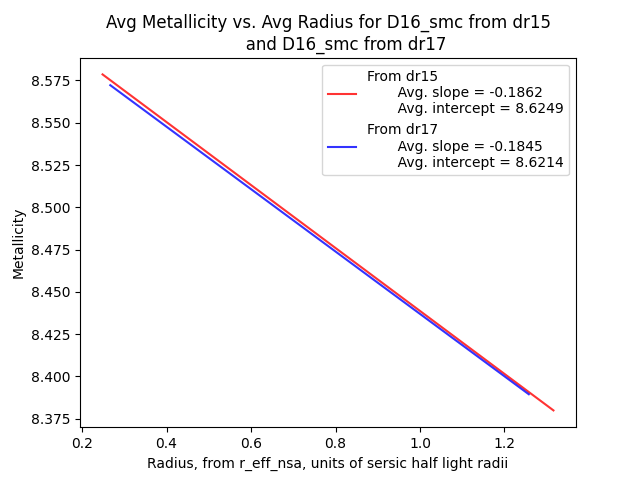 Avg Metallicity vs. Avg Radius for D16_smc from dr15
and D16_smc from dr17
From dr15
Avg. slope = -0.1862
Avg. intercept = 8.6249
From dr17
Avg. slope = -0.1845
Avg. intercept = 8.6214
Metallicity
8.575
8.550
8.525
8.500
8.475
8.450
8.425
8.400
8.375
0.2
0.4
0.6
0.8
1.0
1.2
Radius, from r_eff_nsa, units of sersic half light radii